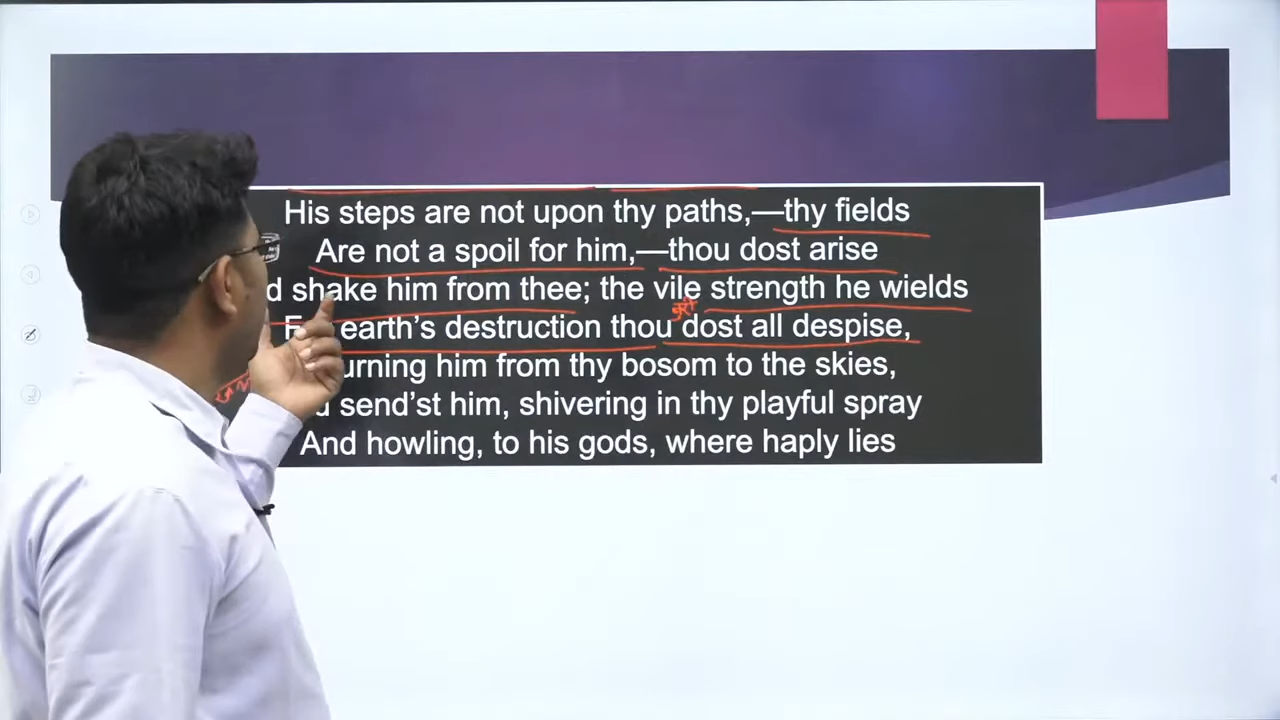 His steps are not upon thy paths,—thy fields
Are not a spoil for him,—thou dost arise
shake him from thee; the vile strength he wields
earth’s destruction thou dost all despise,
him from thy bosom to the skies,
send’st him, shivering in thy playful spray
And howling, to his gods, where haply lies